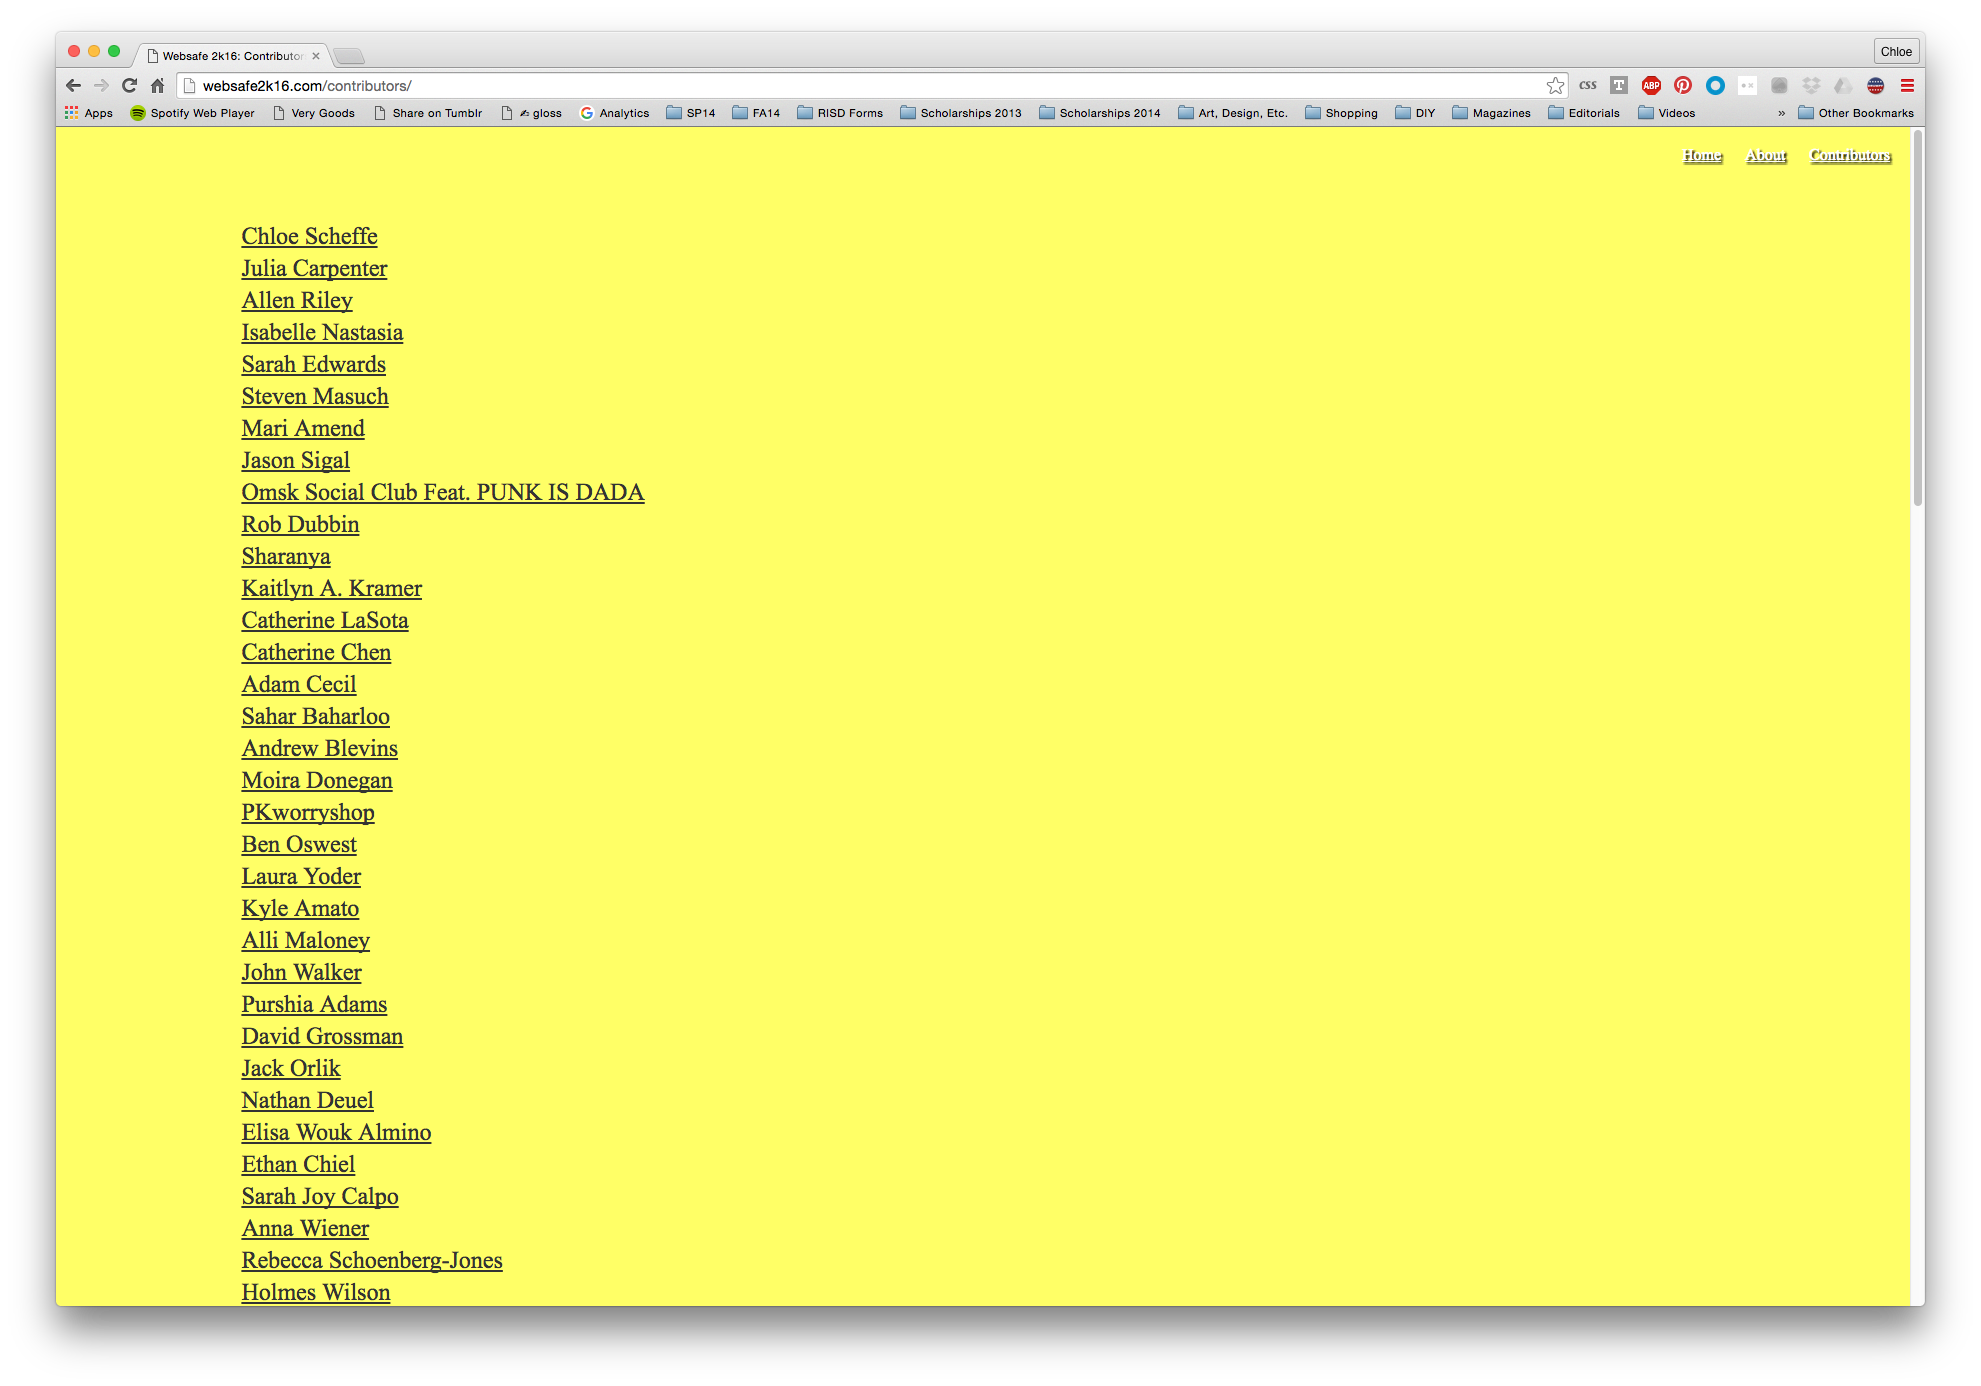 Websafe 2k16: Contributor
Chloe
websafe2k16.com/contributors/
css T ABP
Apps Spotify Web Player Very Goods Share on Tumblr ✍ gloss Analytics SP14 FA14 RISD Forms Scholarships 2013 Scholarships 2014 Art, Design, Etc. Shopping DIY Magazines Editorials Videos » Other Bookmarks
Home About Contributors
Chloe Scheffe
Julia Carpenter
Allen Riley
Isabelle Nastasia
Sarah Edwards
Steven Masuch
Mari Amend
Jason Sigal
Omsk Social Club Feat. PUNK IS DADA
Rob Dubbin
Sharanya
Kaitlyn A. Kramer
Catherine LaSota
Catherine Chen
Adam Cecil
Sahar Baharloo
Andrew Blevins
Moira Donegan
PKworryshop
Ben Oswest
Laura Yoder
Kyle Amato
Alli Maloney
John Walker
Purshia Adams
David Grossman
Jack Orlik
Nathan Deuel
Elisa Wouk Almino
Ethan Chiel
Sarah Joy Calpo
Anna Wiener
Rebecca Schoenberg-Jones
Holmes Wilson